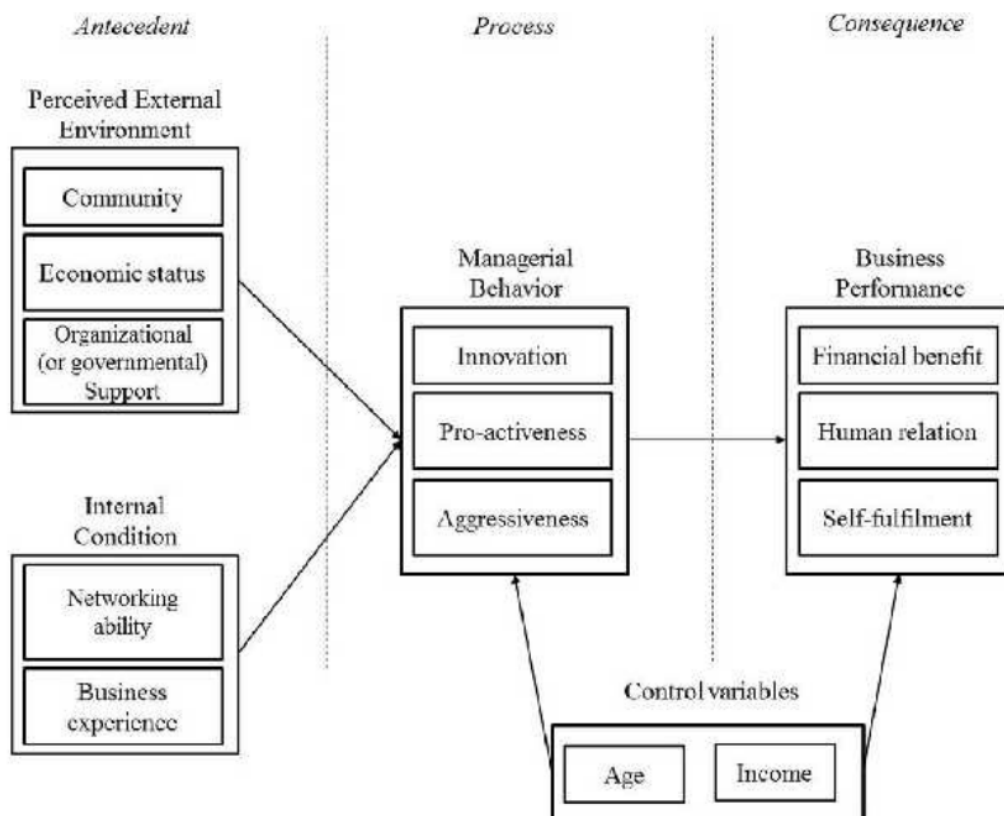 Antecedent
Process
Consequence
Perceived External
Environment
Community
Economic status
Organizational
(or governmental)
Support
Internal
Condition
Networking
ability
Business
experience
Managerial
Behavior
Innovation
Pro-activeness
Aggressiveness
Business
Performance
Financial benefit
Human relation
Self-fulfilment
Control variables
Age
Income